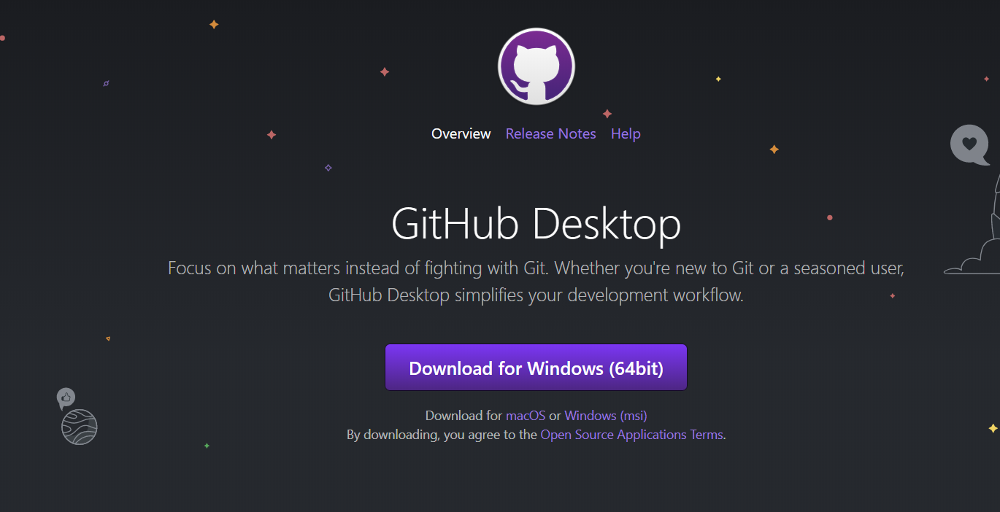 Overview Release Notes Help
GitHub Desktop
Focus on what matters instead of fighting with Git. Whether you're new to Git or a seasoned user,
GitHub Desktop simplifies your development workflow.
Download for Windows (64bit)
Download for macOS or Windows (msi)
By downloading, you agree to the Open Source Applications Terms.